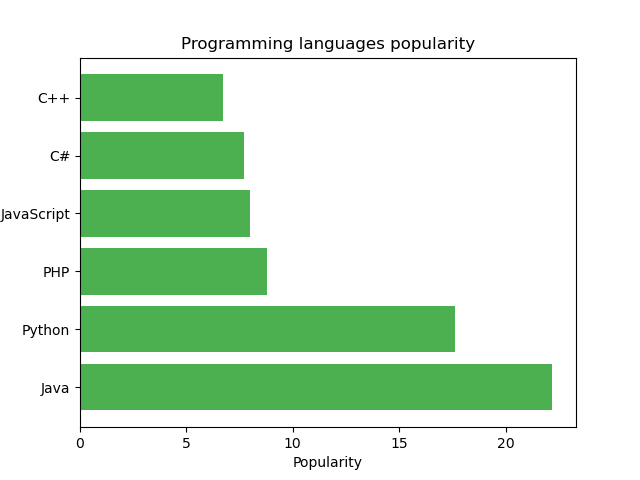 Programming languages popularity
C++
C#
JavaScript
PHP
Python
Java
0 5 10 15 20
Popularity